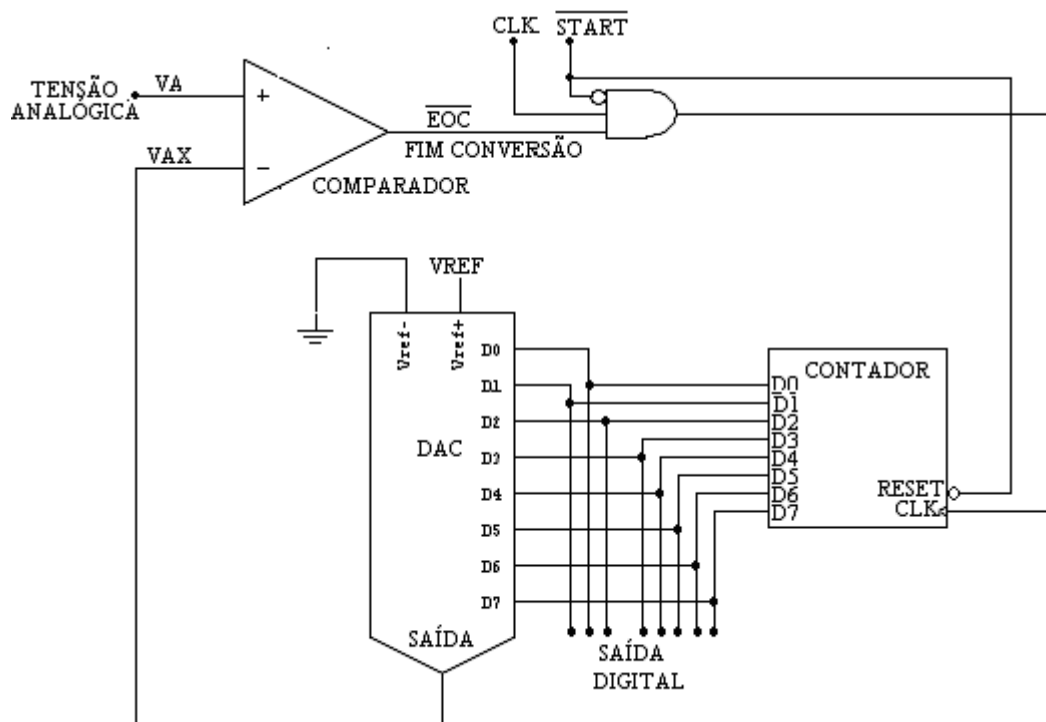 CLK
START
TENSÃO
ANALÓGICA
VA
+
EOC
FIM CONVERSÃO
VAX
−
COMPARADOR
VREF
Vref-
Vref+
D0
D1
D2
D3
D4
D5
D6
D7
DAC
SAÍDA
CONTADOR
D0
D1
D2
D3
D4
D5
D6
D7
RESET
CLK
SAÍDA
DIGITAL